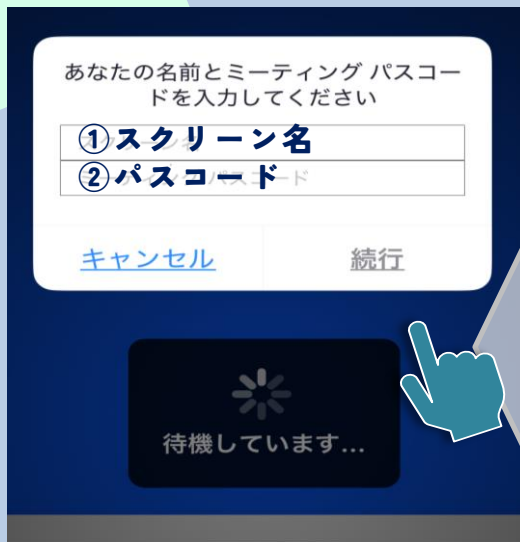 あなたの名前とミーティング パスコー
ドを入力してください
①スクリーン名
②パスコード
キャンセル
続行
待機しています...